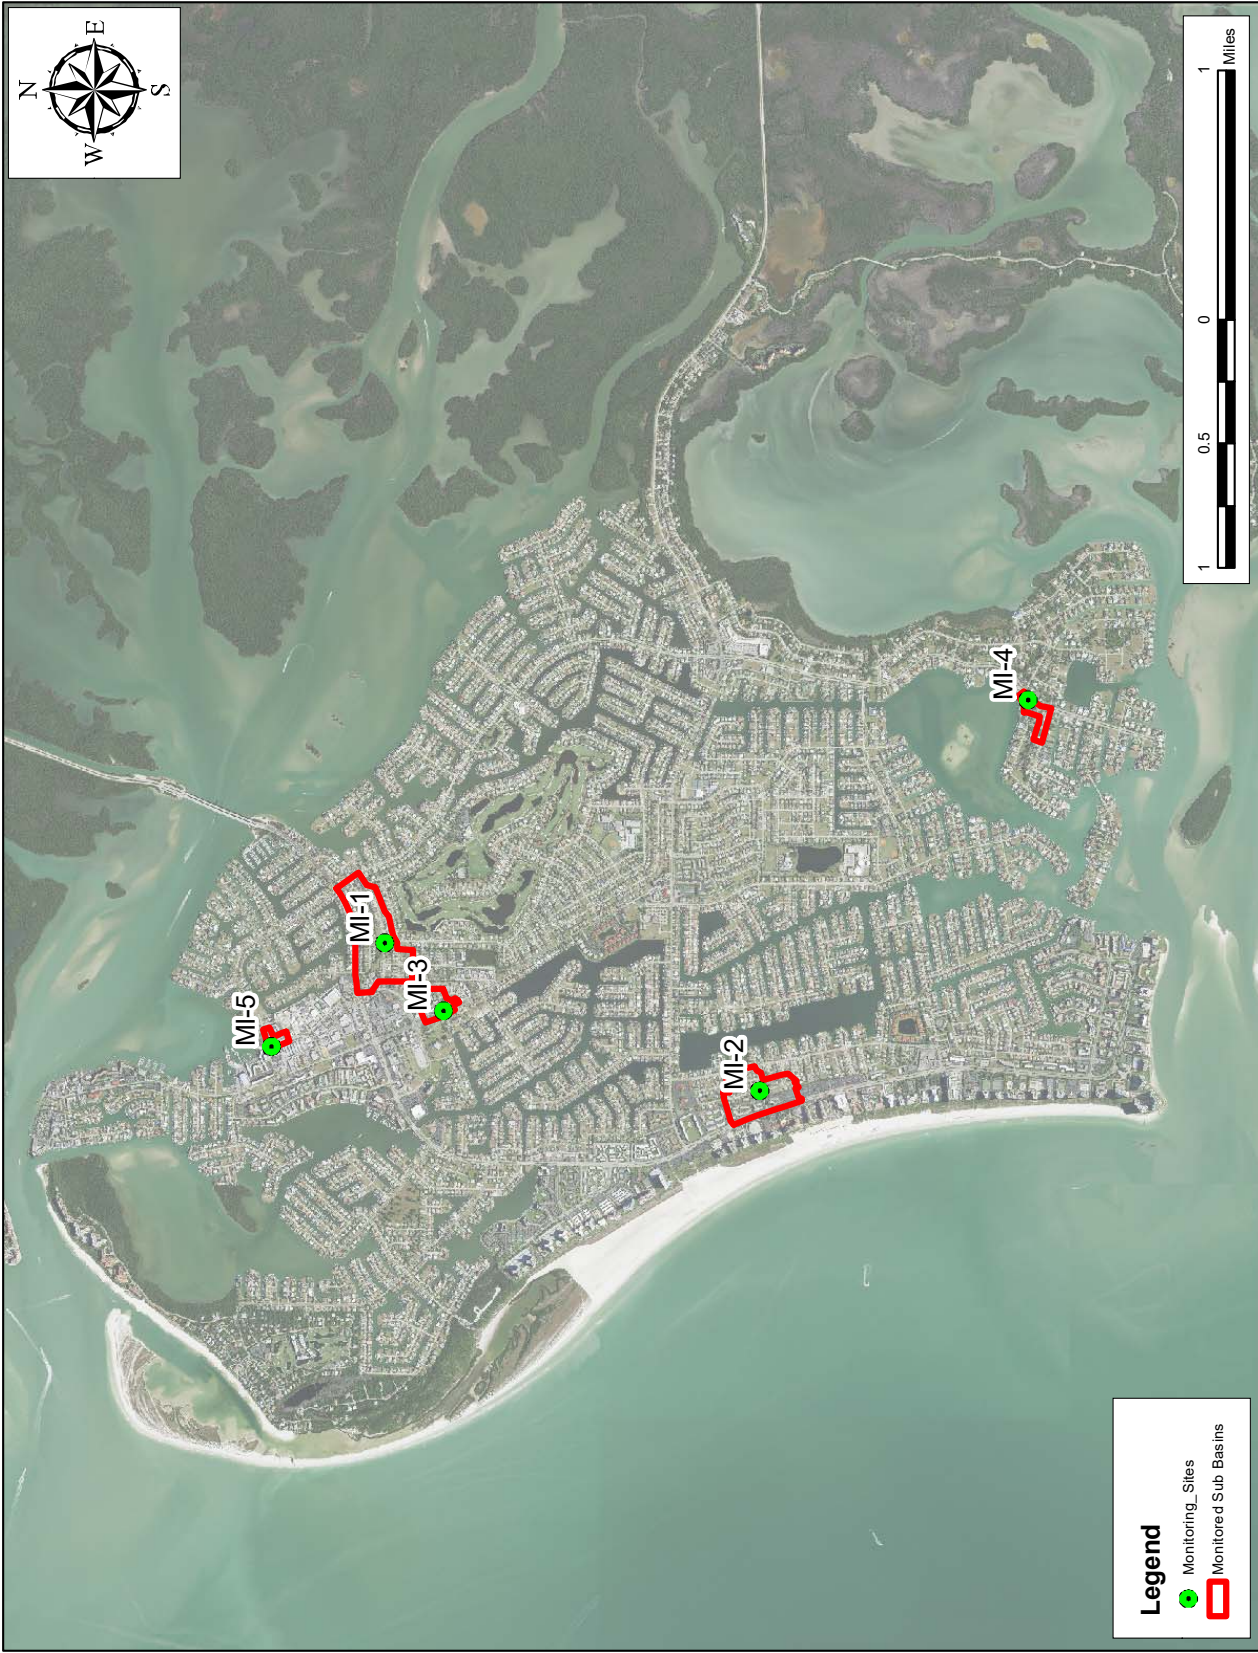 N
W
E
S
MI-5
MI-1
MI-3
MI-2
MI-4
Legend
Monitoring_Sites
Monitored Sub Basins
1
0.5
0
1
Miles